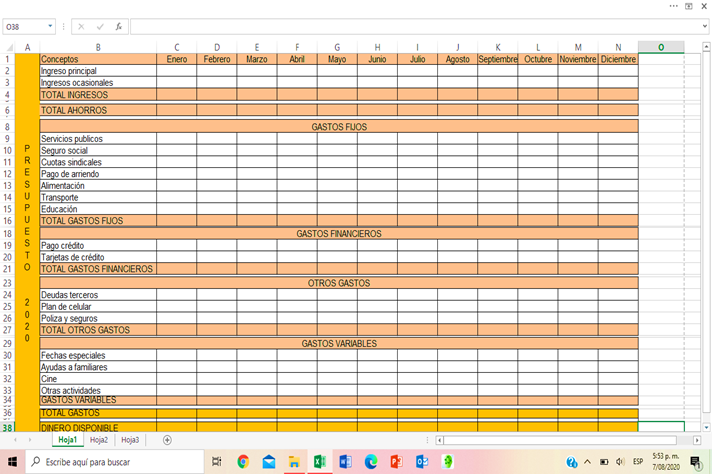 O38
fx
A B C D E F G H I J K L M N O
1 Conceptos Enero Febrero Marzo Abril Mayo Junio Julio Agosto Septiembre Octubre Noviembre Diciembre
2 Ingreso principal
3 Ingresos ocasionales
4 TOTAL INGRESOS
6 TOTAL AHORROS
8 GASTOS FIJOS
9 Servicios publicos
10 Seguro social
11 Cuotas sindicales
12 Pago de arriendo
13 Alimentación
14 Transporte
15 Educación
16 TOTAL GASTOS FIJOS
18 GASTOS FINANCIEROS
19 Pago crédito
20 Tarjetas de crédito
21 TOTAL GASTOS FINANCIEROS
23 OTROS GASTOS
24 Deudas terceros
25 Plan de celular
26 Poliza y seguros
27 TOTAL OTROS GASTOS
29 GASTOS VARIABLES
30 Fechas especiales
31 Ayudas a familiares
32 Cine
33 Otras actividades
34 GASTOS VARIABLES
36 TOTAL GASTOS
38 DINERO DISPONIBLE
PRESUPUESTO 2020
Hoja1 Hoja2 Hoja3
Escribe aquí para buscar
ESP
5:53 p. m.
7/08/2020